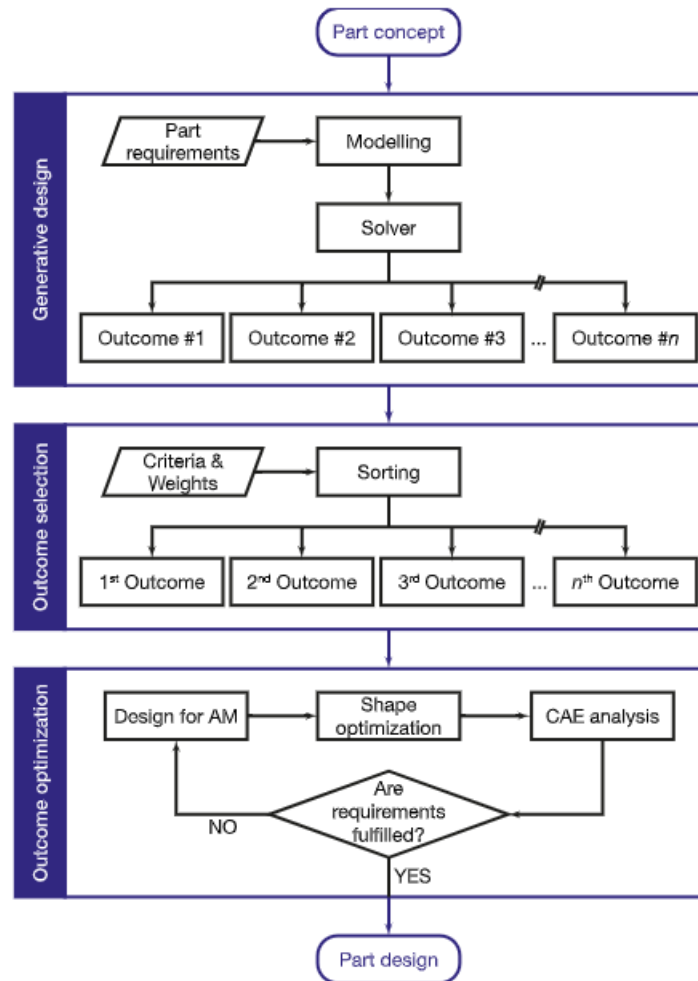 Part concept
Generative design
Part
requirements
Modelling
Solver
Outcome #1
Outcome #2
Outcome #3
...
Outcome #n
Outcome selection
Criteria &
Weights
Sorting
1st Outcome
2nd Outcome
3rd Outcome
...
nth Outcome
Outcome optimization
Design for AM
Shape
optimization
CAE analysis
Are
requirements
fulfilled?
NO
YES
Part design